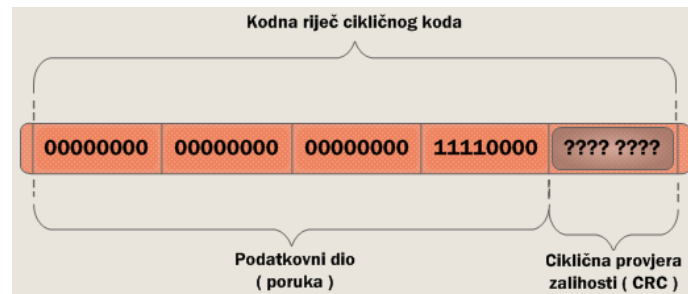 Kodna riječ cikličnog koda
00000000 00000000 00000000 11110000 ???? ????
Podatkovni dio
( poruka )
Ciklična provjera
zalihosti ( CRC )